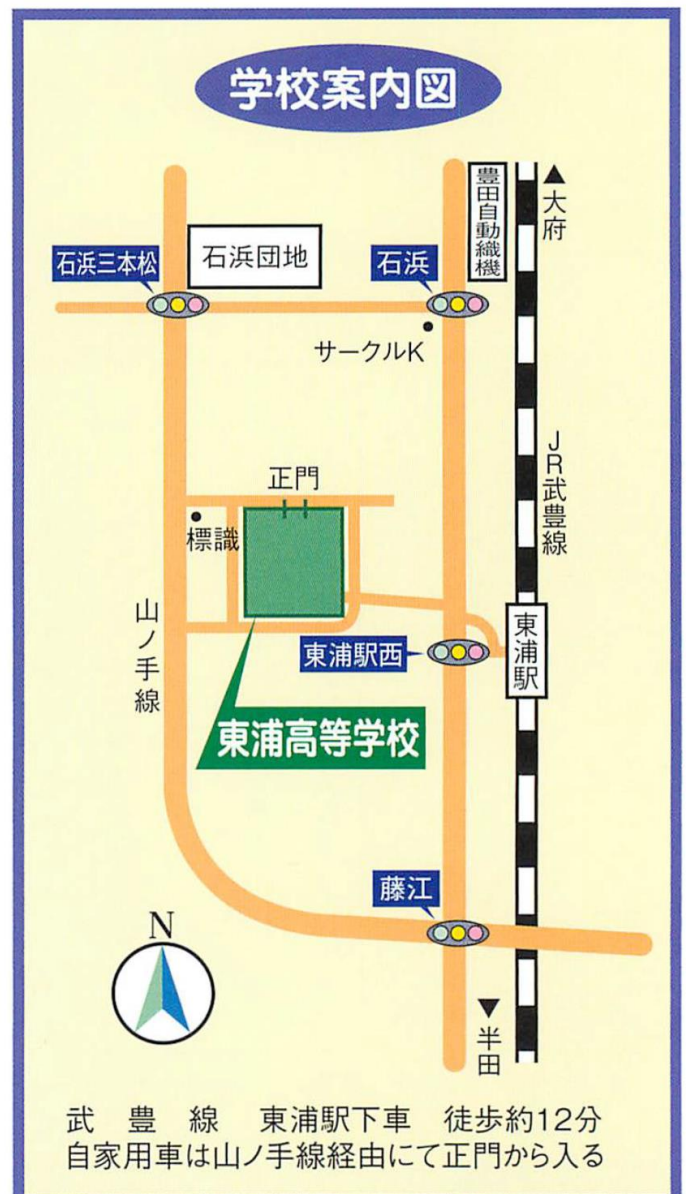 学校案内図
豊田自動織機
▲大府
石浜三本松
石浜団地
石浜
サークルK
JR武豊線
正門
標識
山ノ手線
東浦駅西
東浦駅
東浦高等学校
藤江
N
▼半田
武豊線 東浦駅下車 徒歩約12分
自家用車は山ノ手線経由にて正門から入る